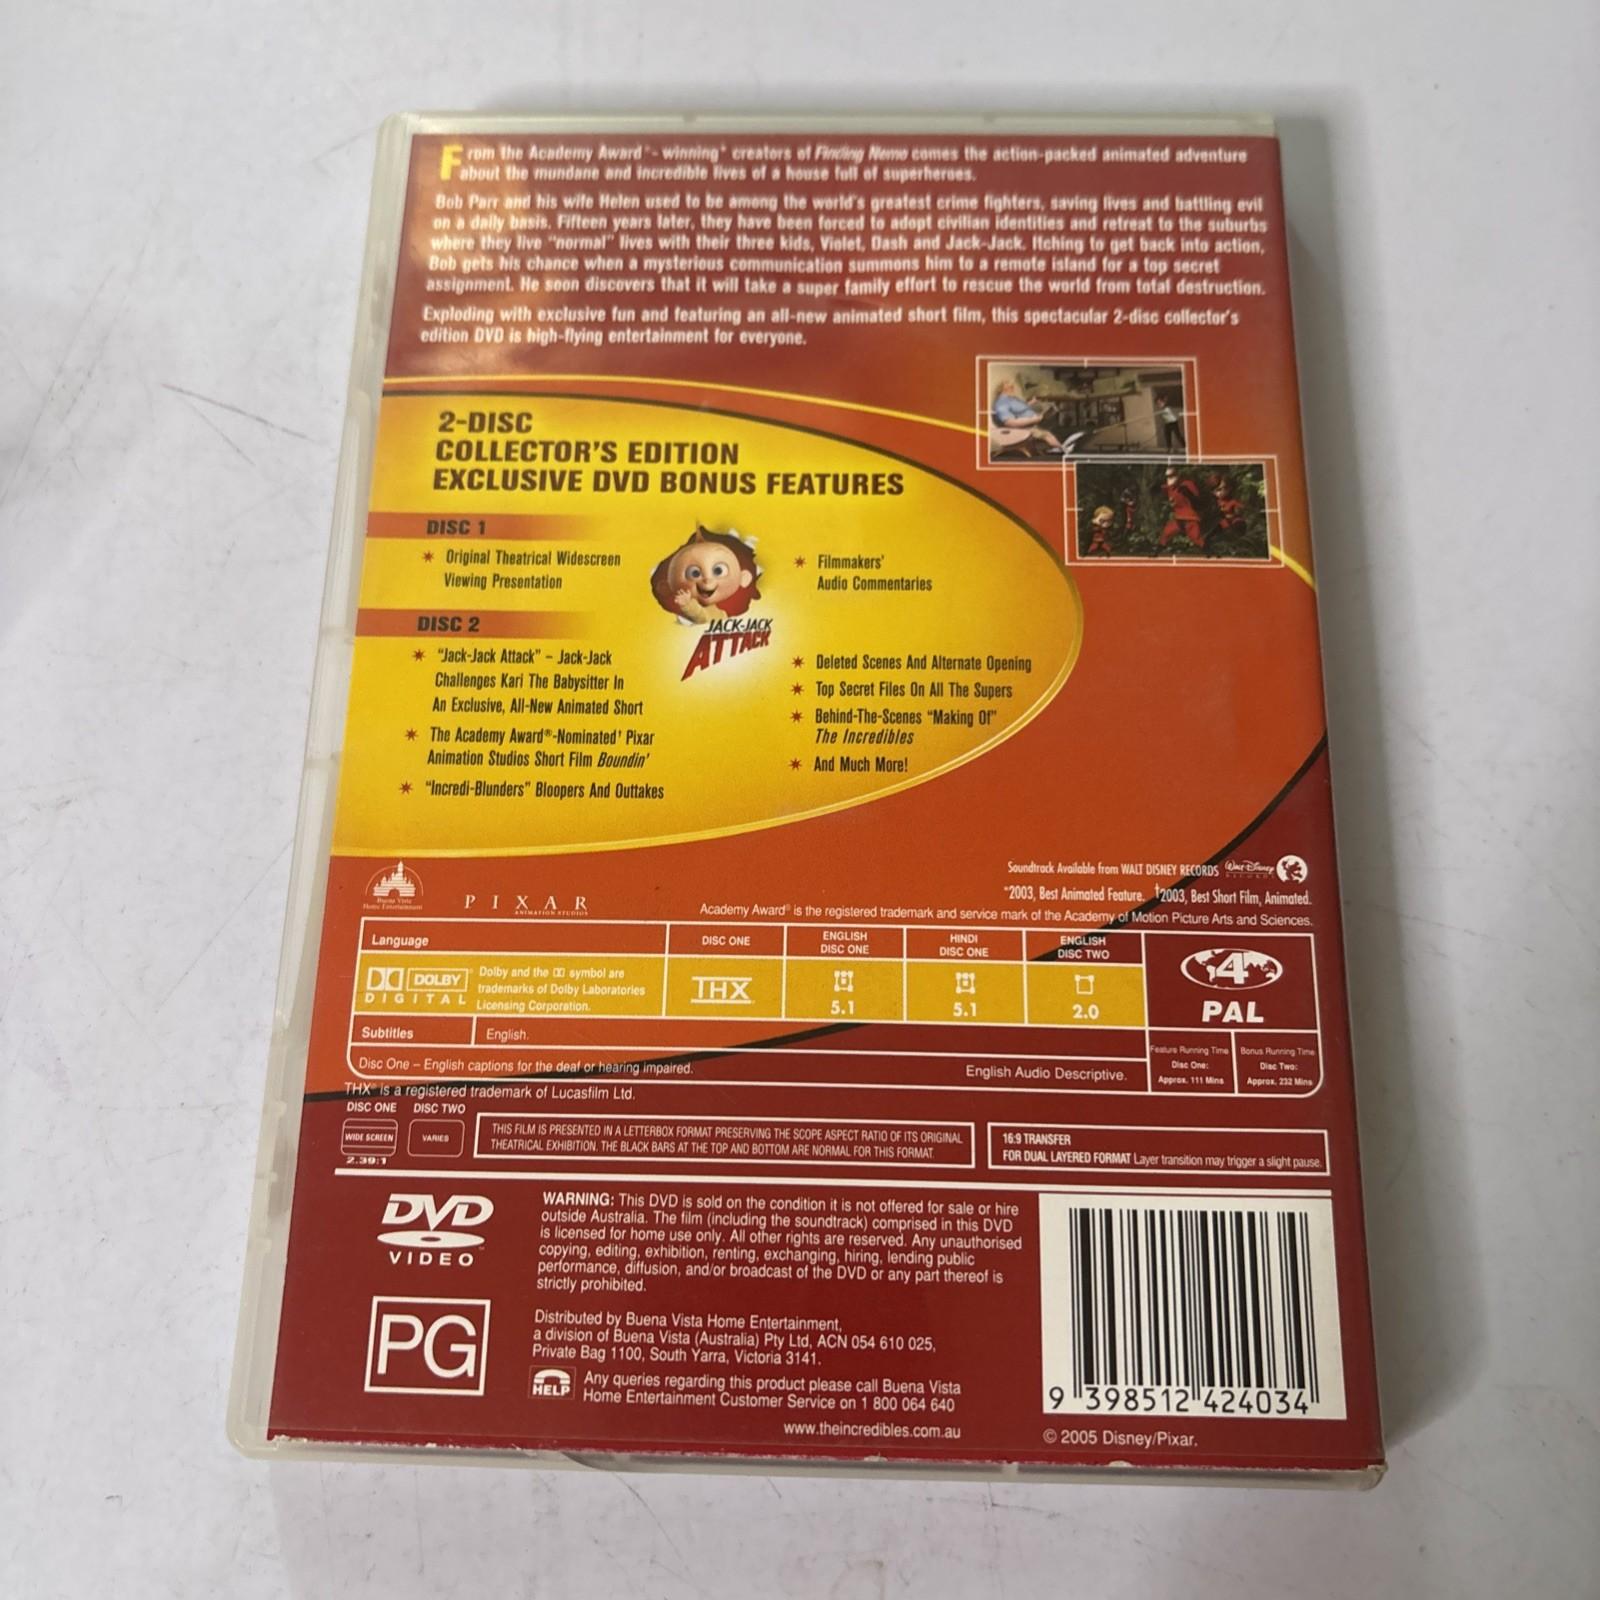 From the Academy Award®-winning* creators of Finding Nemo comes the action-packed animated adventure
about the mundane and incredible lives of a house full of superheroes.
Bob Parr and his wife Helen used to be among the world's greatest crime fighters, saving lives and battling evil
on a daily basis. Fifteen years later, they have been forced to adopt civilian identities and retreat to the suburbs
where they live "normal" lives with their three kids, Violet, Dash and Jack-Jack. Itching to get back into action,
Bob gets his chance when a mysterious communication summons him to a remote island for a top secret
assignment. He soon discovers that it will take a super family effort to rescue the world from total destruction.
Exploding with exclusive fun and featuring an all-new animated short film, this spectacular 2-disc collector's
edition DVD is high-flying entertainment for everyone.
2-DISC
COLLECTOR'S EDITION
EXCLUSIVE DVD BONUS FEATURES
DISC 1
Original Theatrical Widescreen
Viewing Presentation
Filmmakers'
Audio Commentaries
JACK-JACK
ATTACK
DISC 2
"Jack-Jack Attack" – Jack-Jack
Challenges Kari The Babysitter In
An Exclusive, All-New Animated Short
The Academy Award®-Nominated† Pixar
Animation Studios Short Film Boundin'
"Incredi-Blunders" Bloopers And Outtakes
Deleted Scenes And Alternate Opening
Top Secret Files On All The Supers
Behind-The-Scenes "Making Of"
The Incredibles
And Much More!
Soundtrack Available from WALT DISNEY RECORDS Walt Disney RECORDS
*2003, Best Animated Feature. †2003, Best Short Film, Animated.
Academy Award® is the registered trademark and service mark of the Academy of Motion Picture Arts and Sciences.
Buena Vista
Home Entertainment
PIXAR
ANIMATION STUDIOS
Language
DISC ONE
ENGLISH
DISC ONE
HINDI
DISC ONE
ENGLISH
DISC TWO
DOLBY
DIGITAL
Dolby and the DD symbol are
trademarks of Dolby Laboratories
Licensing Corporation.
THX
5.1
5.1
2.0
4
PAL
Subtitles
English.
Disc One – English captions for the deaf or hearing impaired.
English Audio Descriptive.
Feature Running Time
Disc One:
Approx. 111 Mins
Bonus Running Time
Disc Two:
Approx. 232 Mins
THX® is a registered trademark of Lucasfilm Ltd.
DISC ONE
DISC TWO
WIDE SCREEN
VARIES
2.39:1
THIS FILM IS PRESENTED IN A LETTERBOX FORMAT PRESERVING THE SCOPE ASPECT RATIO OF ITS ORIGINAL
THEATRICAL EXHIBITION. THE BLACK BARS AT THE TOP AND BOTTOM ARE NORMAL FOR THIS FORMAT.
16:9 TRANSFER
FOR DUAL LAYERED FORMAT Layer transition may trigger a slight pause.
DVD
VIDEO
PG
WARNING: This DVD is sold on the condition it is not offered for sale or hire
outside Australia. The film (including the soundtrack) comprised in this DVD
is licensed for home use only. All other rights are reserved. Any unauthorised
copying, editing, exhibition, renting, exchanging, hiring, lending public
performance, diffusion, and/or broadcast of the DVD or any part thereof is
strictly prohibited.
Distributed by Buena Vista Home Entertainment,
a division of Buena Vista (Australia) Pty Ltd, ACN 054 610 025,
Private Bag 1100, South Yarra, Victoria 3141.
HELP
Any queries regarding this product please call Buena Vista
Home Entertainment Customer Service on 1 800 064 640
www.theincredibles.com.au
9 398512 424034
© 2005 Disney/Pixar.